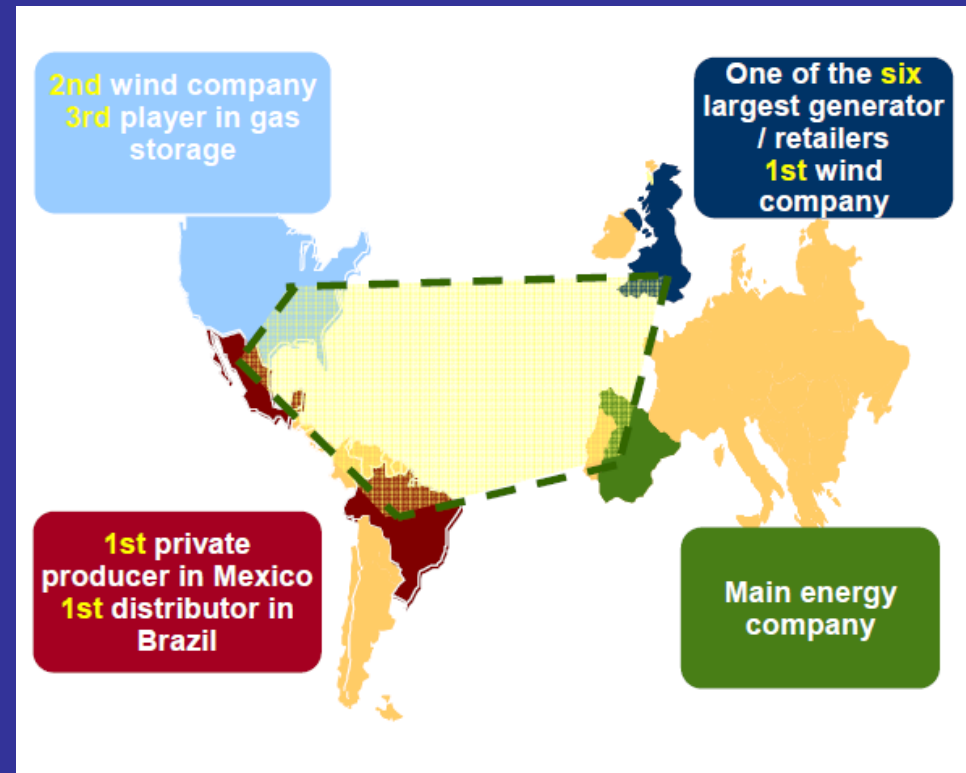 2nd wind company
3rd player in gas
storage
One of the six
largest generator
/ retailers
1st wind
company
1st private
producer in Mexico
1st distributor in
Brazil
Main energy
company